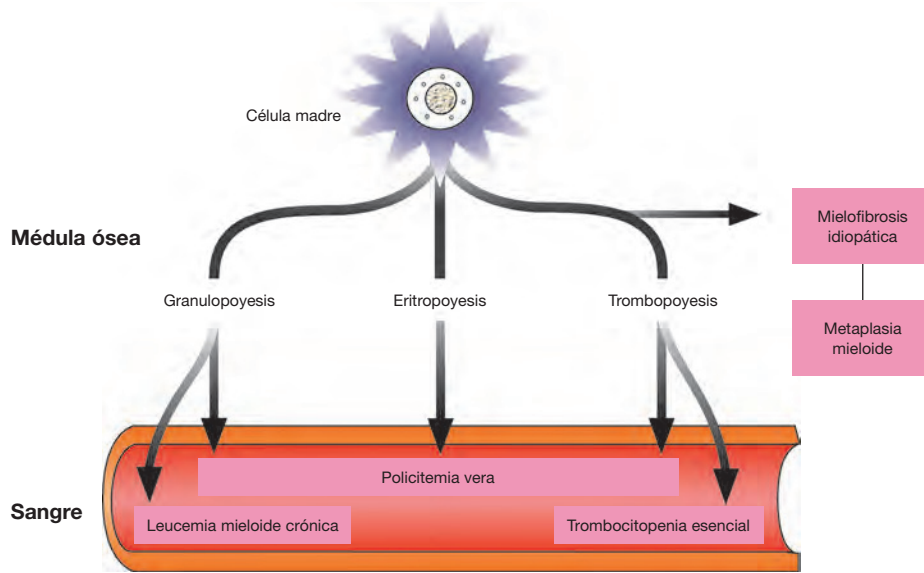 Célula madre
Médula ósea
Mielofibrosis
idiopática
Granulopoyesis
Eritropoyesis
Trombopoyesis
Metaplasia
mieloide
Policitemia vera
Sangre
Leucemia mieloide crónica
Trombocitopenia esencial